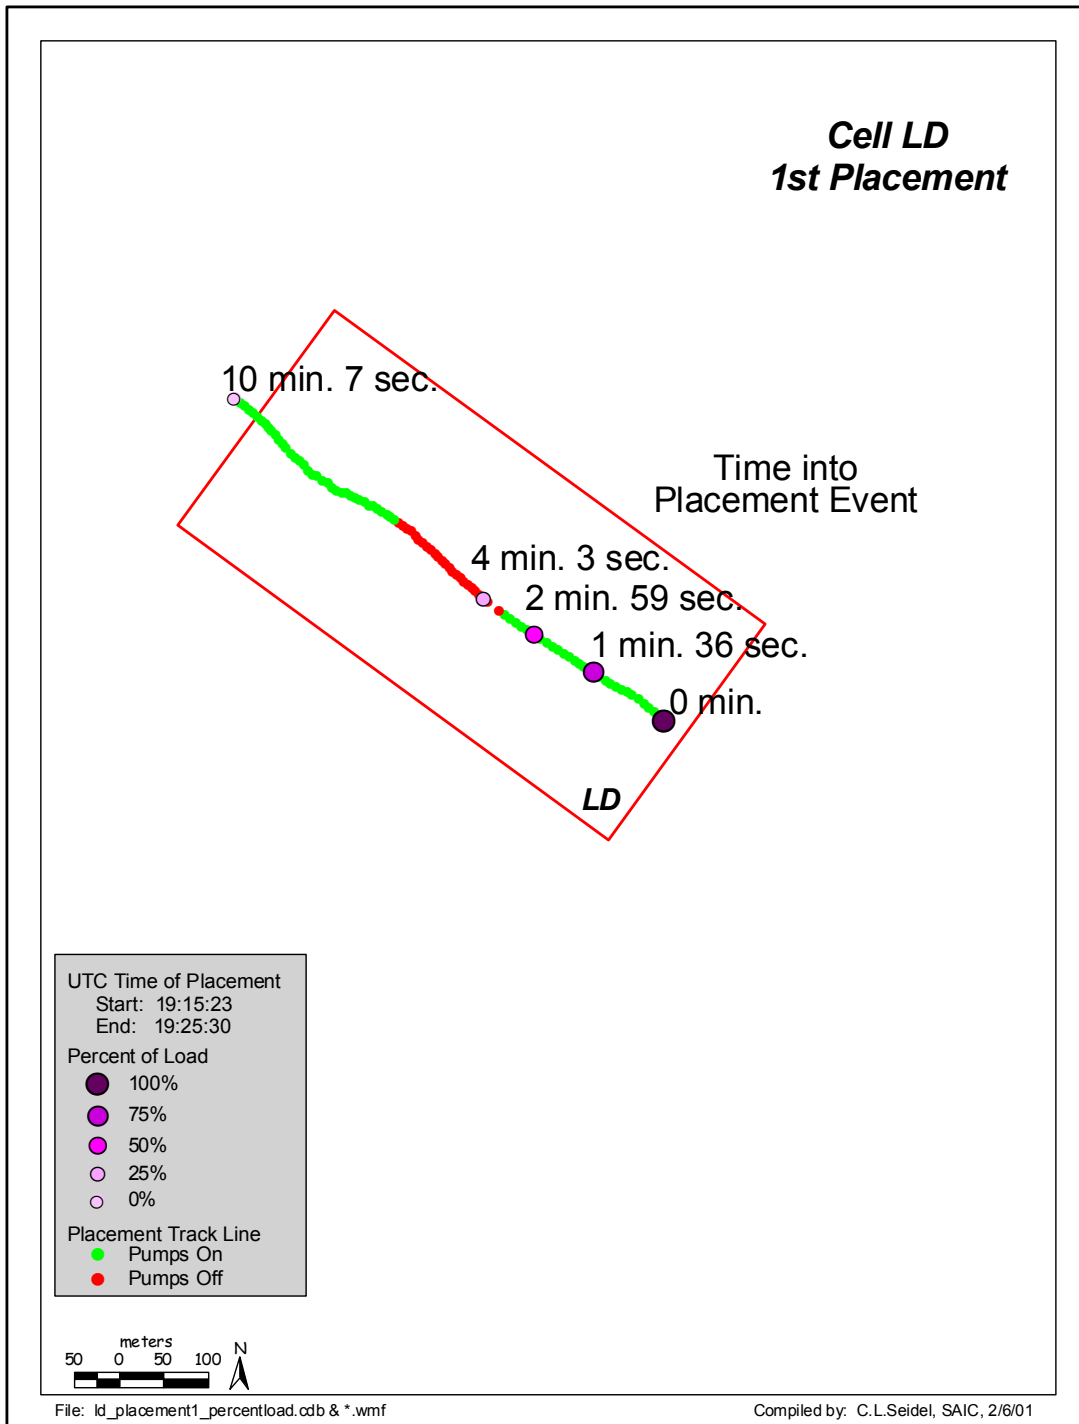 Cell LD
1st Placement
10 min. 7 sec.
Time into
Placement Event
4 min. 3 sec.
2 min. 59 sec.
1 min. 36 sec.
0 min.
LD
UTC Time of Placement
Start: 19:15:23
End: 19:25:30
Percent of Load
100%
75%
50%
25%
0%
Placement Track Line
Pumps On
Pumps Off
meters
50 0 50 100
N
File: ld_placement1_percentload.cdb & *.wmf
Compiled by: C.L.Seidel, SAIC, 2/6/01